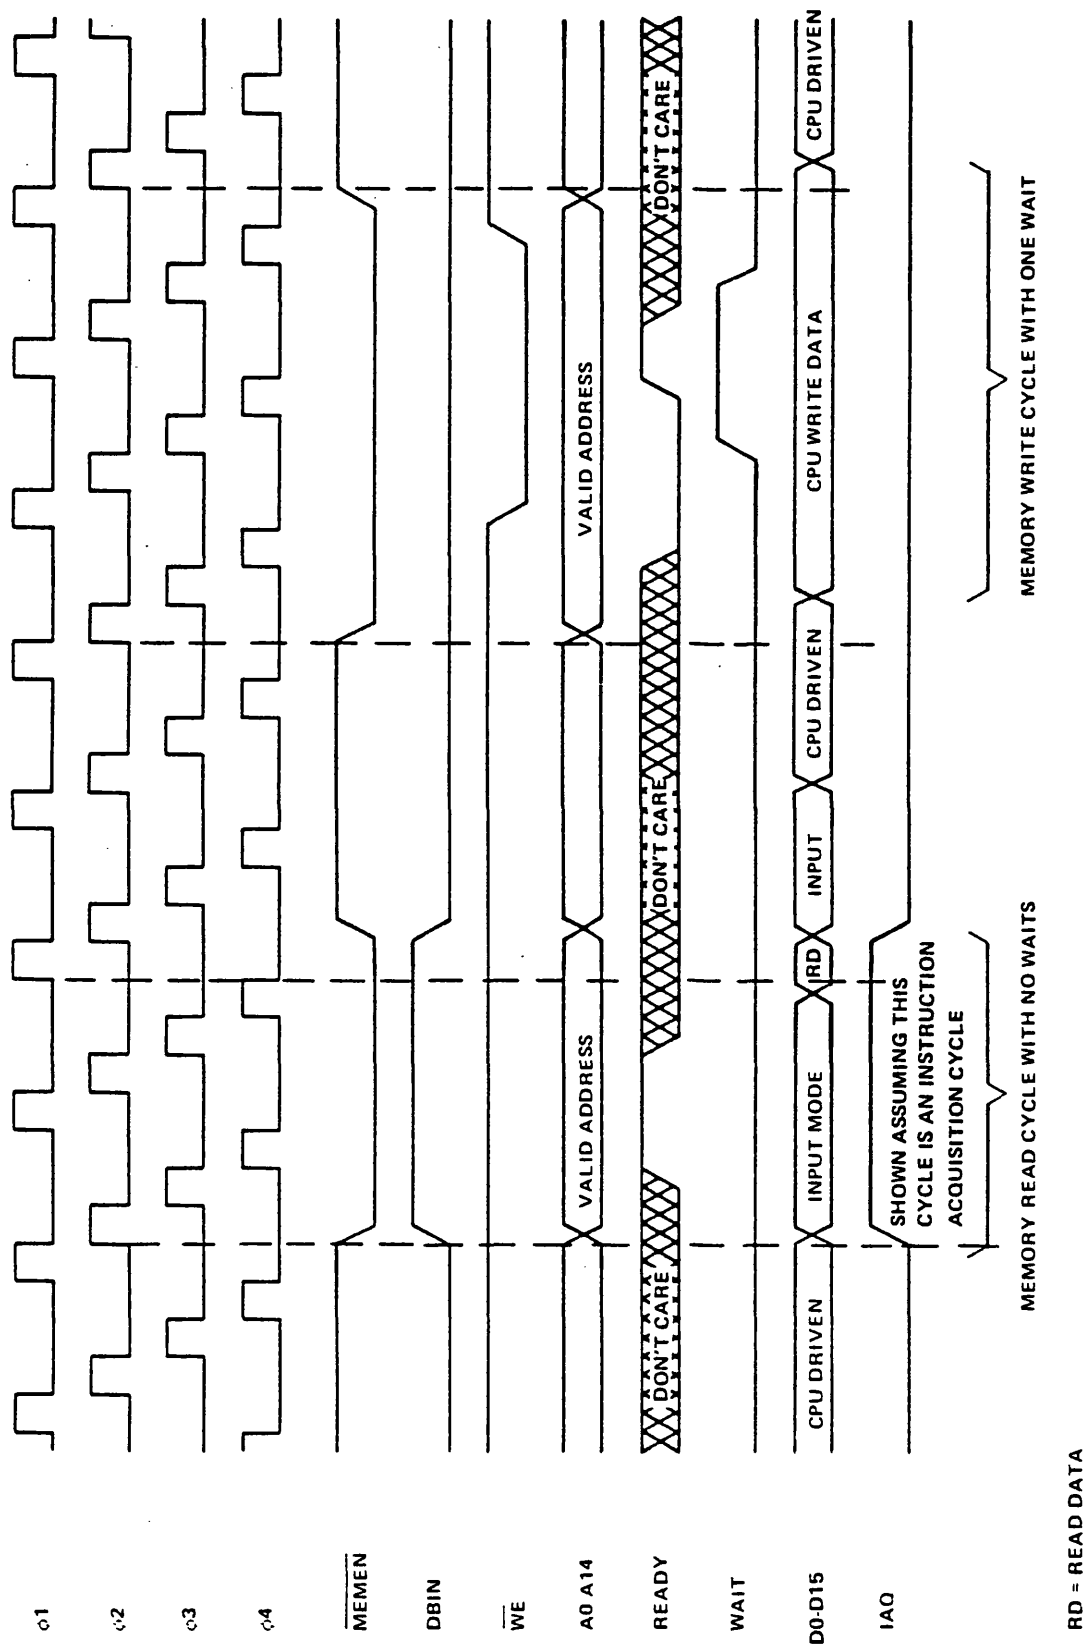 φ1
φ2
φ3
φ4
MEMEN
DBIN
WE
A0 A14
VALID ADDRESS
VALID ADDRESS
READY
DON'T CARE
DON'T CARE
DON'T CARE
WAIT
D0-D15
CPU DRIVEN
INPUT MODE
RD
INPUT
CPU DRIVEN
CPU WRITE DATA
CPU DRIVEN
IAQ
SHOWN ASSUMING THIS
CYCLE IS AN INSTRUCTION
ACQUISITION CYCLE
MEMORY READ CYCLE WITH NO WAITS
MEMORY WRITE CYCLE WITH ONE WAIT
RD = READ DATA